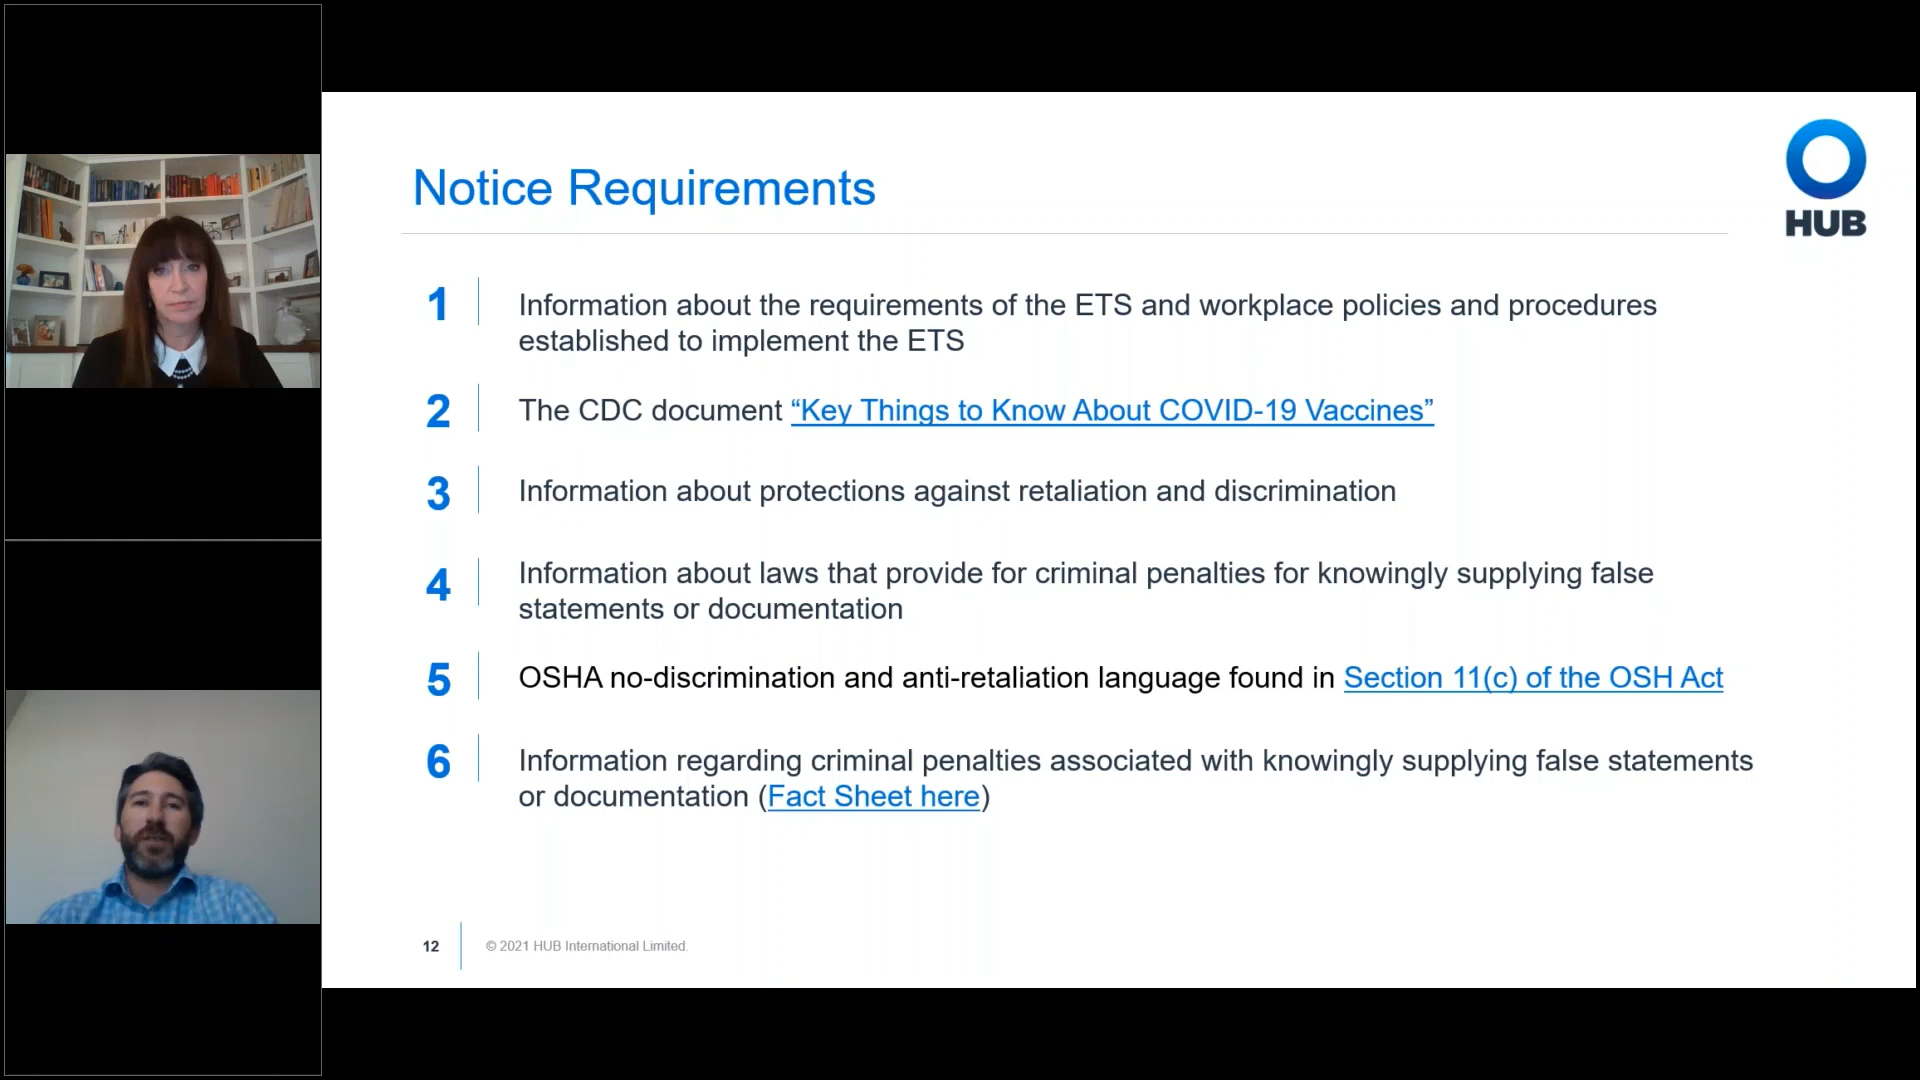 Notice Requirements
HUB
1
Information about the requirements of the ETS and workplace policies and procedures
established to implement the ETS
2
The CDC document “Key Things to Know About COVID-19 Vaccines”
3
Information about protections against retaliation and discrimination
4
Information about laws that provide for criminal penalties for knowingly supplying false
statements or documentation
5
OSHA no-discrimination and anti-retaliation language found in Section 11(c) of the OSH Act
6
Information regarding criminal penalties associated with knowingly supplying false statements
or documentation (Fact Sheet here)
12
© 2021 HUB International Limited.